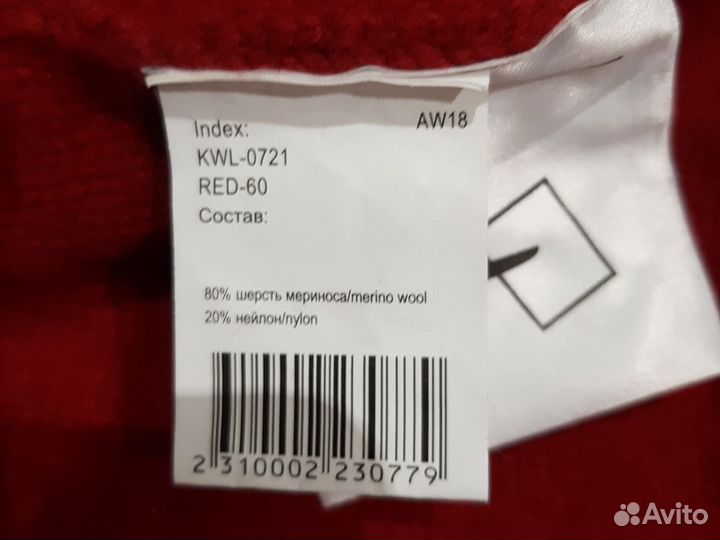 AW18
Index:
KWL-0721
RED-60
Состав:
80% шерсть мериноса/merino wool
20% нейлон/nylon
2 310002 230779
Avito